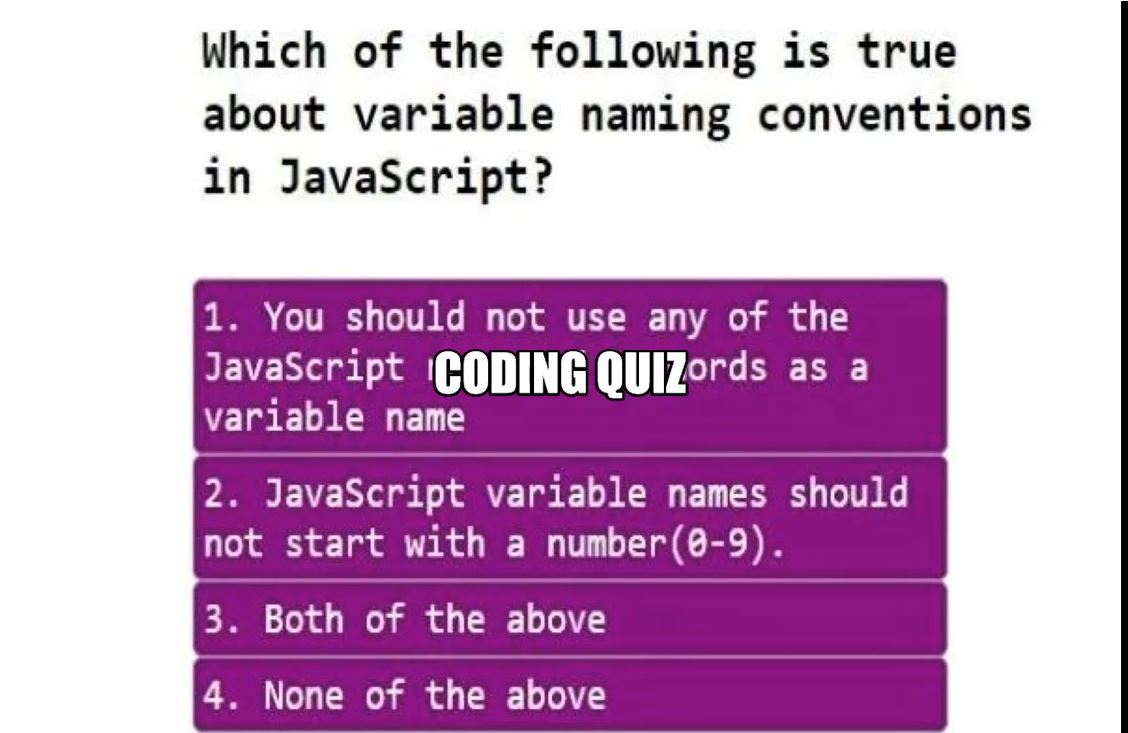 Which of the following is true
about variable naming conventions
in JavaScript?
1. You should not use any of the
JavaScript as a
CODING QUIZ
variable name
2. JavaScript variable names should
not start with a number(0-9).
3. Both of the above
4. None of the above